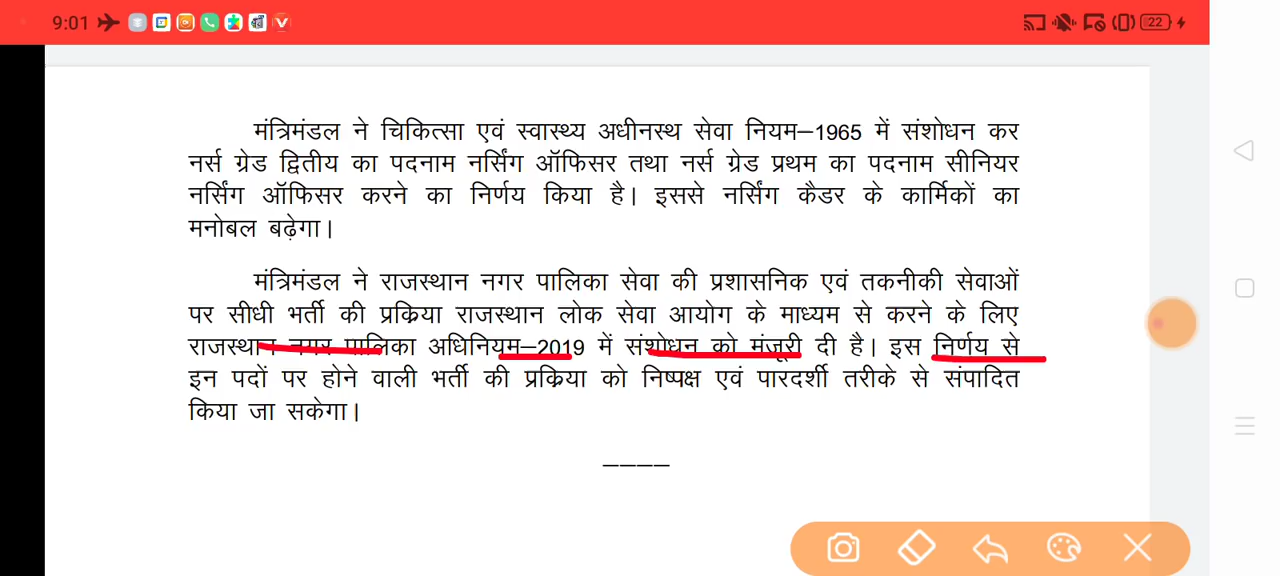 9:01
22
मंत्रिमंडल ने चिकित्सा एवं स्वास्थ्य अधीनस्थ सेवा नियम–1965 में संशोधन कर
नर्स ग्रेड द्वितीय का पदनाम नर्सिंग ऑफिसर तथा नर्स ग्रेड प्रथम का पदनाम सीनियर
नर्सिंग ऑफिसर करने का निर्णय किया है। इससे नर्सिंग कैडर के कार्मिकों का
मनोबल बढ़ेगा।
मंत्रिमंडल ने राजस्थान नगर पालिका सेवा की प्रशासनिक एवं तकनीकी सेवाओं
पर सीधी भर्ती की प्रक्रिया राजस्थान लोक सेवा आयोग के माध्यम से करने के लिए
राजस्थान नगर पालिका अधिनियम–2019 में संशोधन को मंजूरी दी है। इस निर्णय से
इन पदों पर होने वाली भर्ती की प्रक्रिया को निष्पक्ष एवं पारदर्शी तरीके से संपादित
किया जा सकेगा।
––––